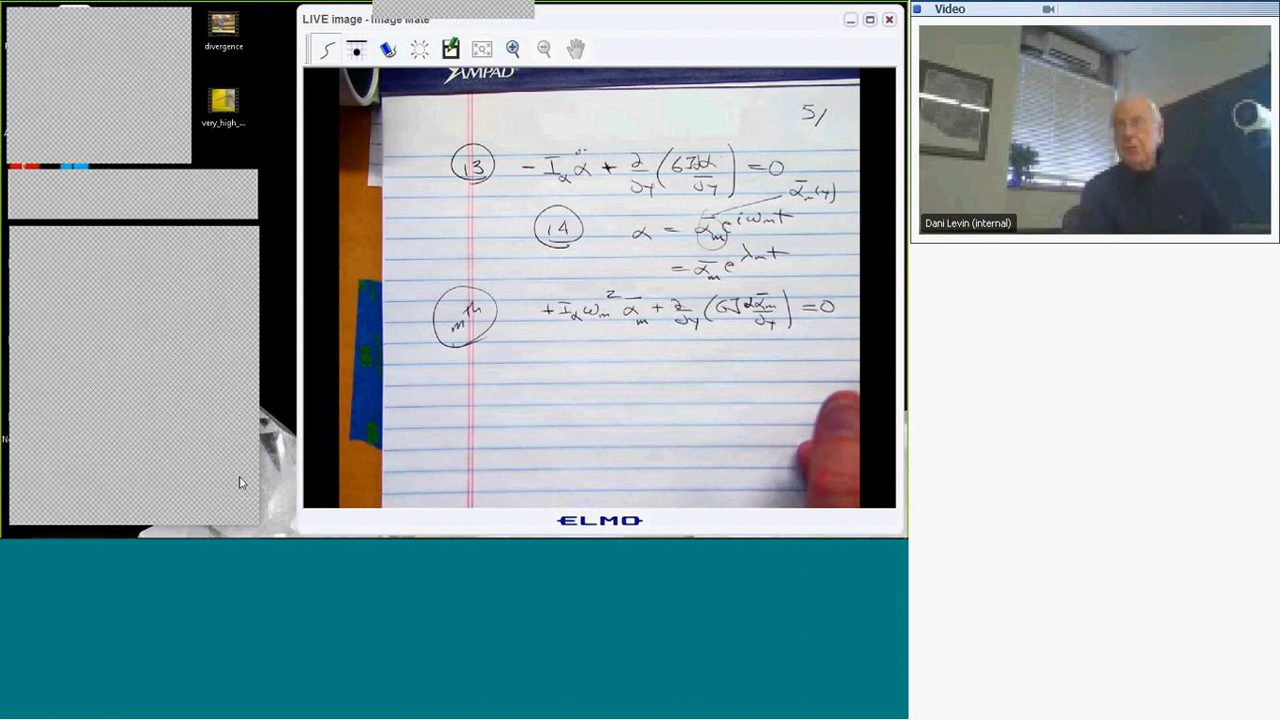 LIVE image - Image Mate
Video
divergence
very_high_...
AMPAD
5/
13 - I_α α̈ + ∂/∂y (GJ ∂α/∂y) = 0
ᾱ_m(y)
14 α = ᾱ_m e^{iω_m t}
= ᾱ_m e^{λ_m t}
m th + I_α ω_m² ᾱ_m + ∂/∂y (GJ dᾱ_m/∂y) = 0
Dani Levin (internal)
ELMO